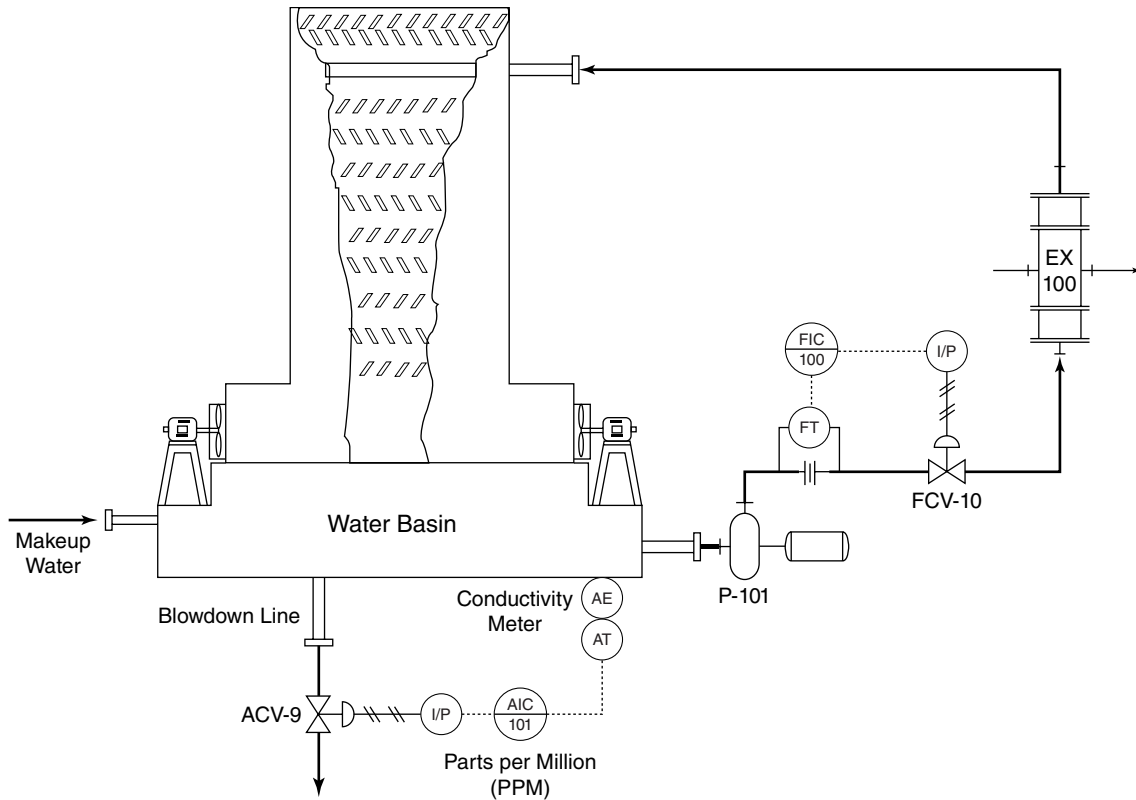 EX
100
FIC
100
I/P
FT
FCV-10
Water Basin
Makeup
Water
P-101
Blowdown Line
Conductivity
Meter
AE
AT
ACV-9
I/P
AIC
101
Parts per Million
(PPM)